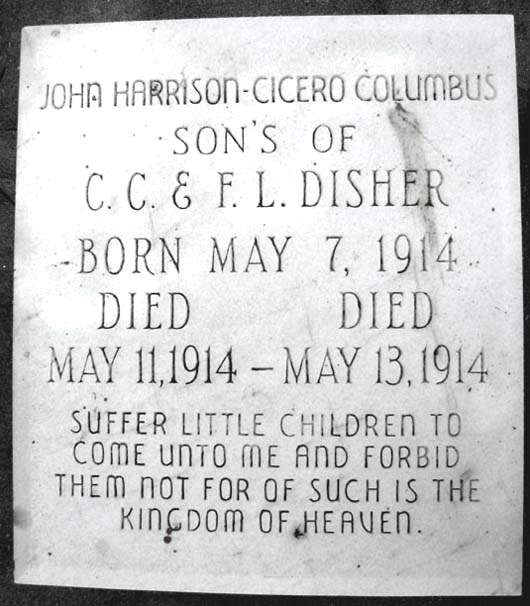 JOHN HARRISON-CICERO COLUMBUS
SON'S OF
C. C. & F. L. DISHER
BORN MAY 7, 1914
DIED DIED
MAY 11, 1914 – MAY 13, 1914
SUFFER LITTLE CHILDREN TO
COME UNTO ME AND FORBID
THEM NOT FOR OF SUCH IS THE
KINGDOM OF HEAVEN.